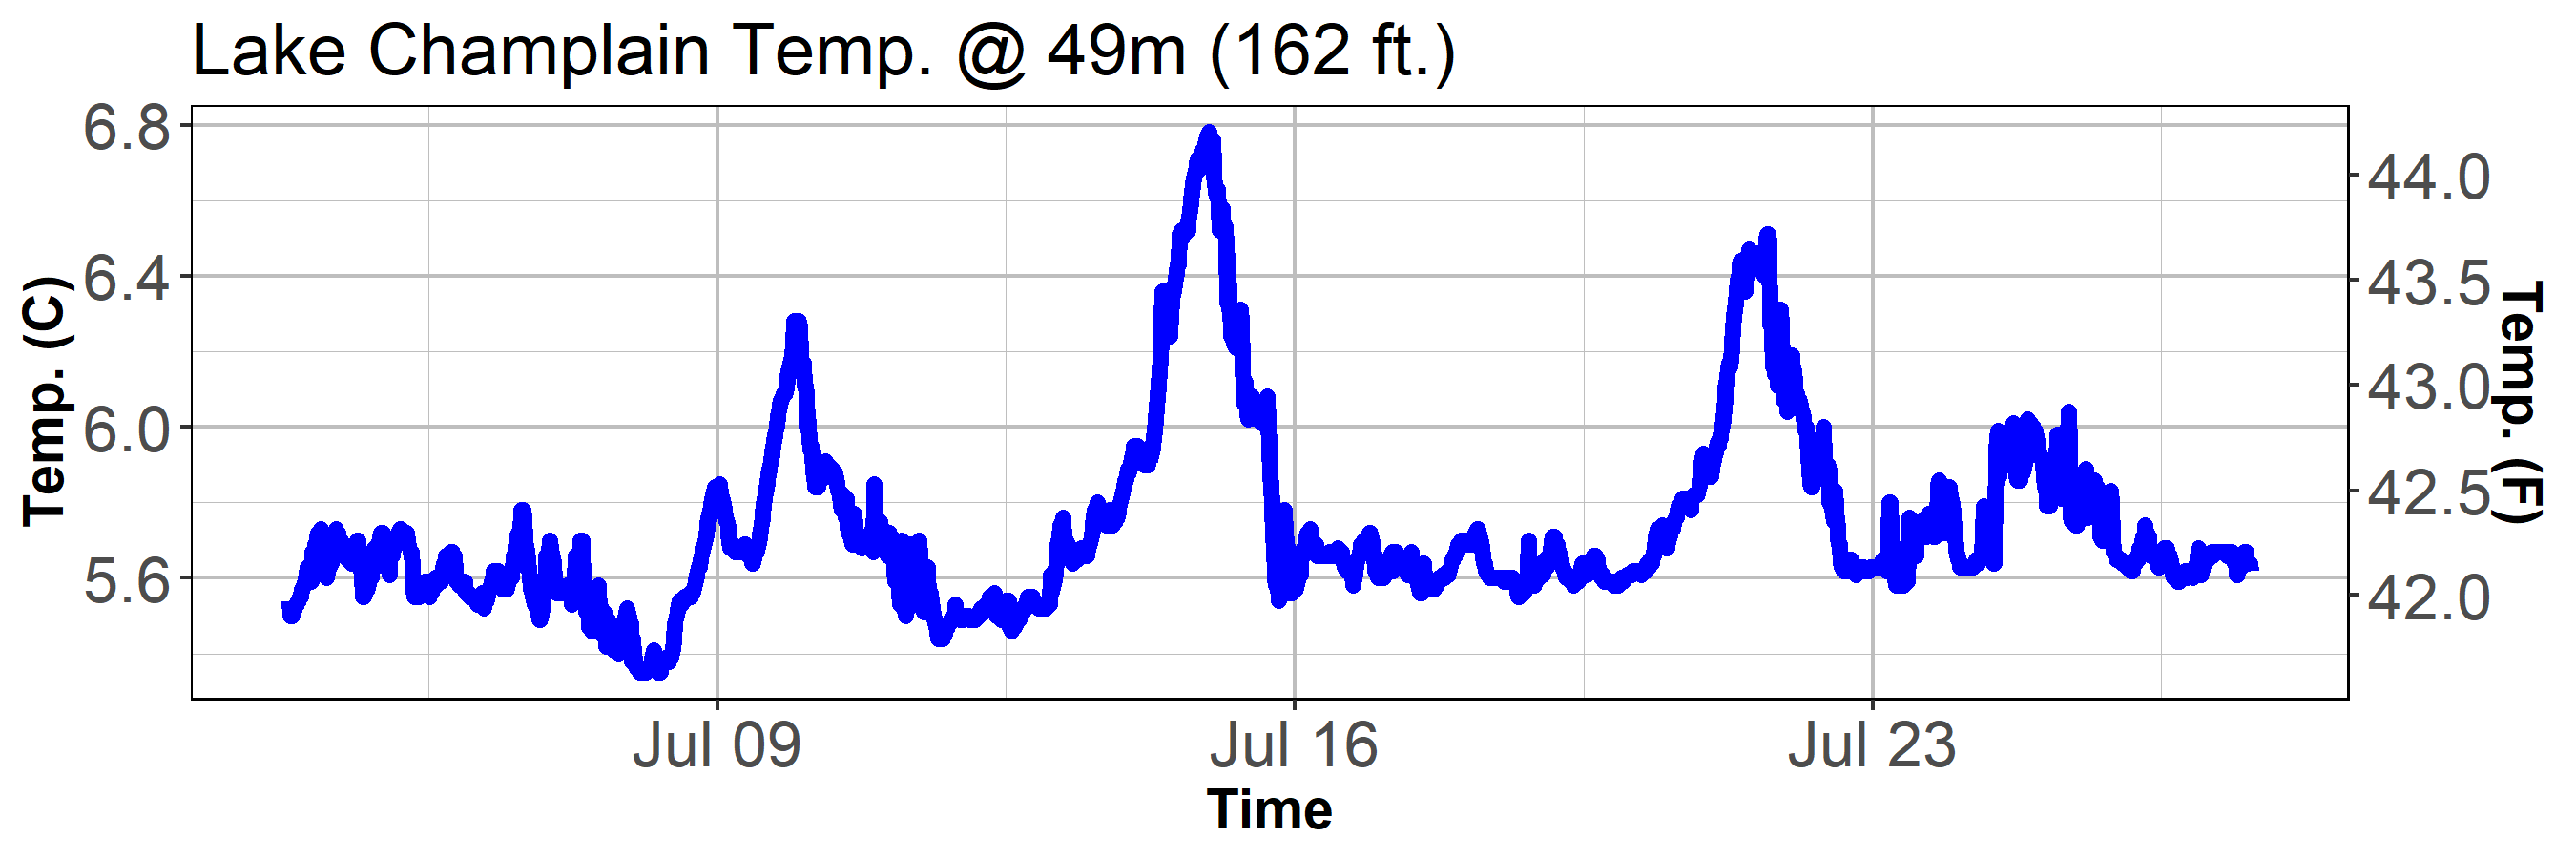 Lake Champlain Temp. @ 49m (162 ft.)
Temp. (C)
6.8
6.4
6.0
5.6
44.0
43.5
43.0
42.5
42.0
Temp. (F)
Jul 09
Jul 16
Jul 23
Time